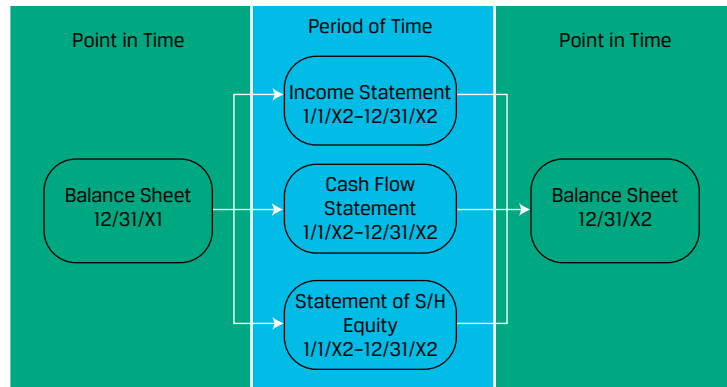 Point in Time
Period of Time
Point in Time
Balance Sheet
12/31/X1
Income Statement
1/1/X2–12/31/X2
Cash Flow
Statement
1/1/X2–12/31/X2
Statement of S/H
Equity
1/1/X2–12/31/X2
Balance Sheet
12/31/X2